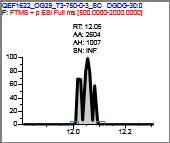 QEF1622_OG29_T3-750-0-3_SC DGDG-30:0
F: FTMS + p ESI Full ms [500.0000-2000.0000]
RT: 12.05
AA: 2604
AH: 1007
SN: INF
100
80
60
40
20
0
12.0
12.2